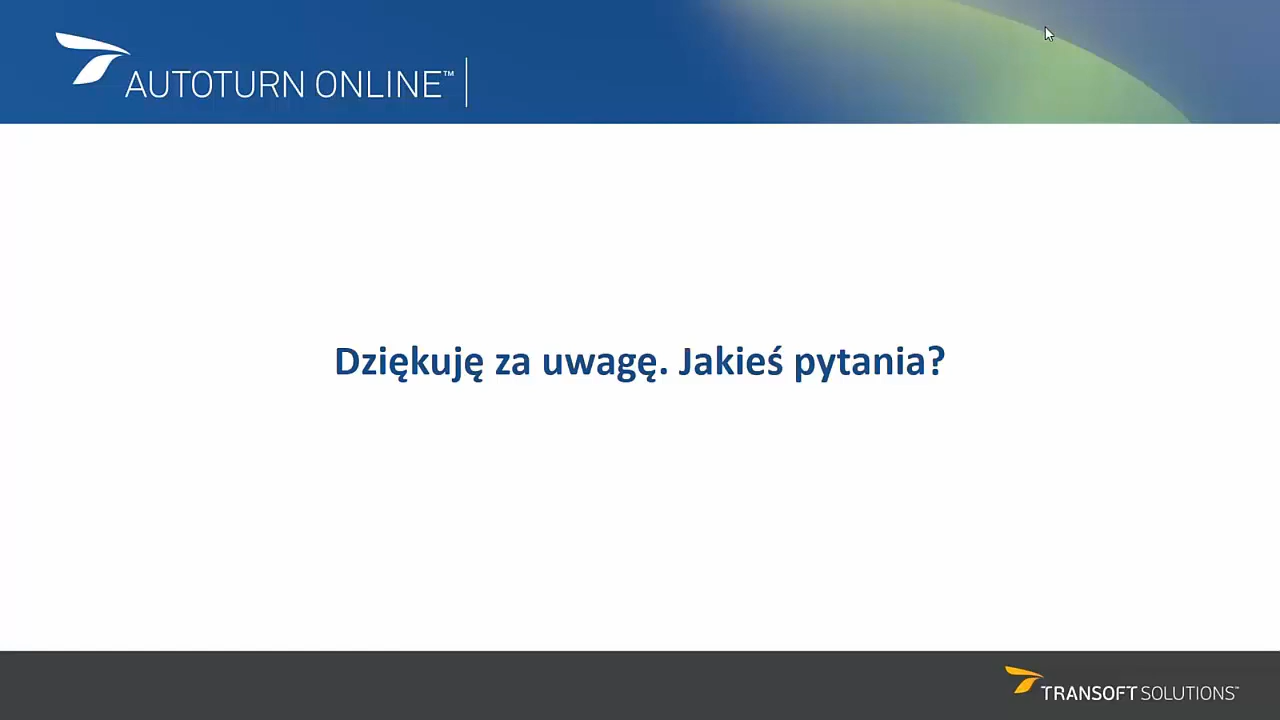 AUTOTURN ONLINE™
Dziękuję za uwagę. Jakieś pytania?
TRANSOFT SOLUTIONS™